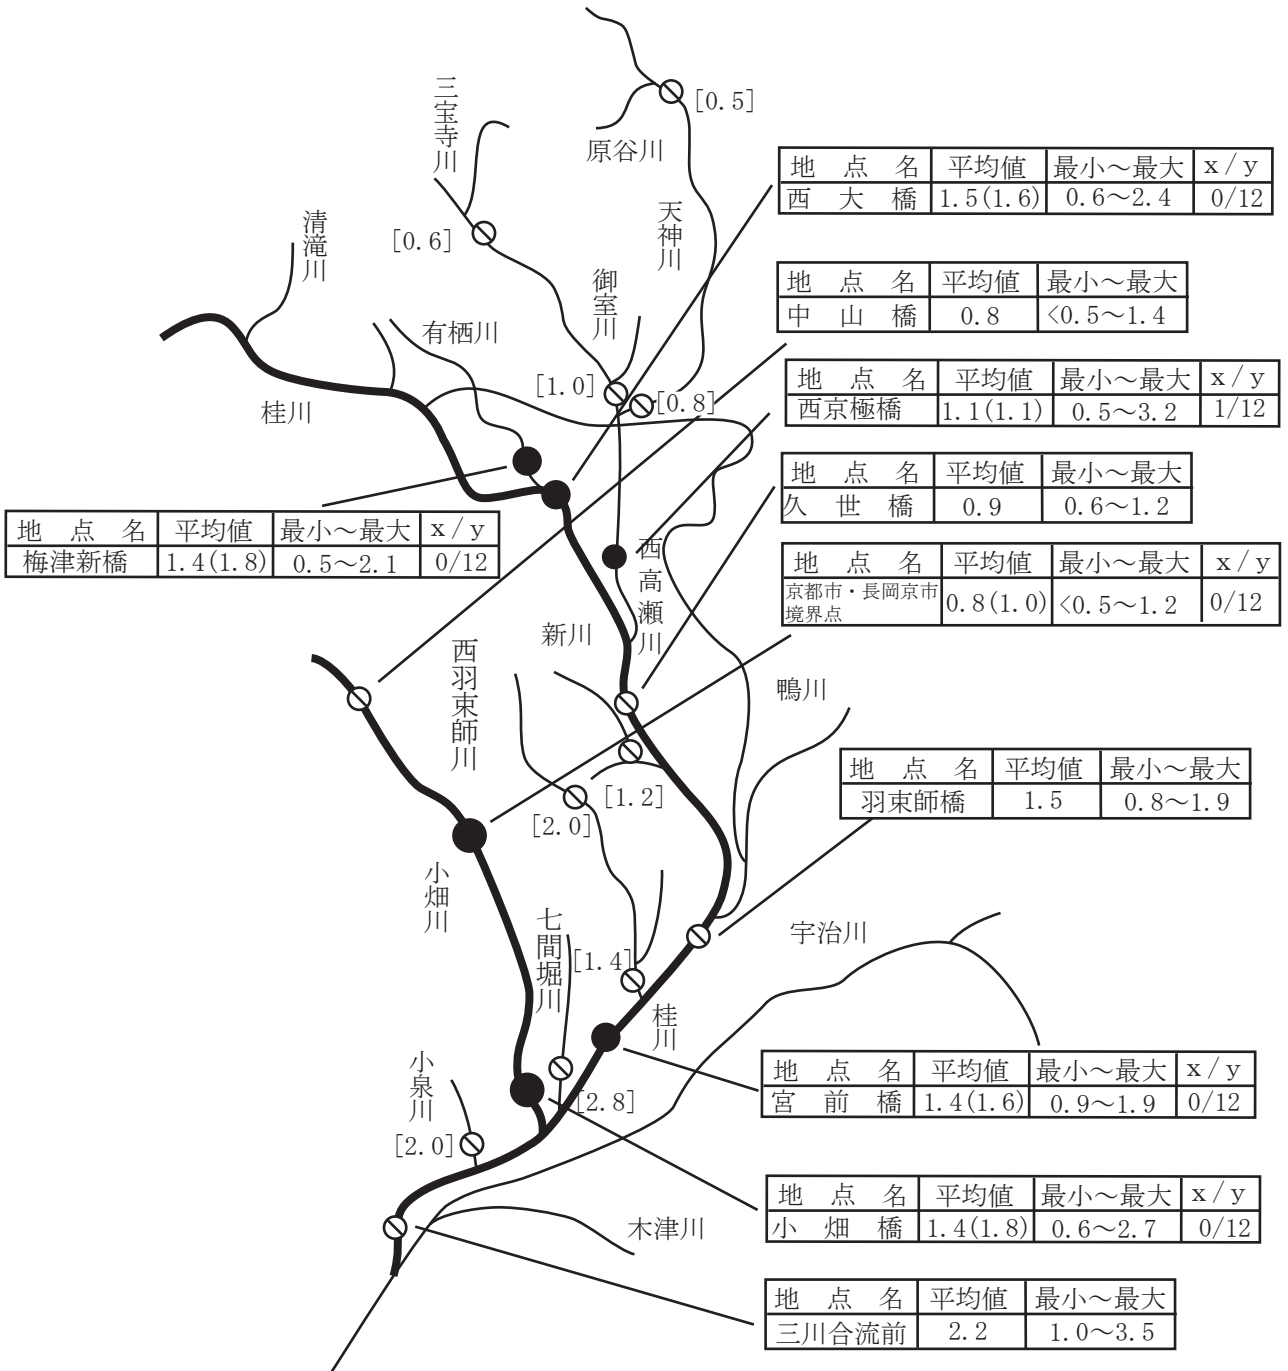 [0.5]
三宝寺川
原谷川
地点名 平均値 最小～最大 x/y
西大橋 1.5(1.6) 0.6～2.4 0/12
天神川
清滝川
[0.6]
御室川
地点名 平均値 最小～最大
中山橋 0.8 <0.5～1.4
有栖川
[1.0]
[0.8]
地点名 平均値 最小～最大 x/y
西京極橋 1.1(1.1) 0.5～3.2 1/12
桂川
地点名 平均値 最小～最大
久世橋 0.9 0.6～1.2
地点名 平均値 最小～最大 x/y
梅津新橋 1.4(1.8) 0.5～2.1 0/12
西高瀬川
地点名 平均値 最小～最大 x/y
京都市・長岡京市
境界点 0.8(1.0) <0.5～1.2 0/12
新川
西羽束師川
鴨川
地点名 平均値 最小～最大
羽束師橋 1.5 0.8～1.9
[1.2]
[2.0]
小畑川
七間堀川
宇治川
[1.4]
桂川
小泉川
地点名 平均値 最小～最大 x/y
宮前橋 1.4(1.6) 0.9～1.9 0/12
[2.8]
[2.0]
地点名 平均値 最小～最大 x/y
小畑橋 1.4(1.8) 0.6～2.7 0/12
木津川
地点名 平均値 最小～最大
三川合流前 2.2 1.0～3.5